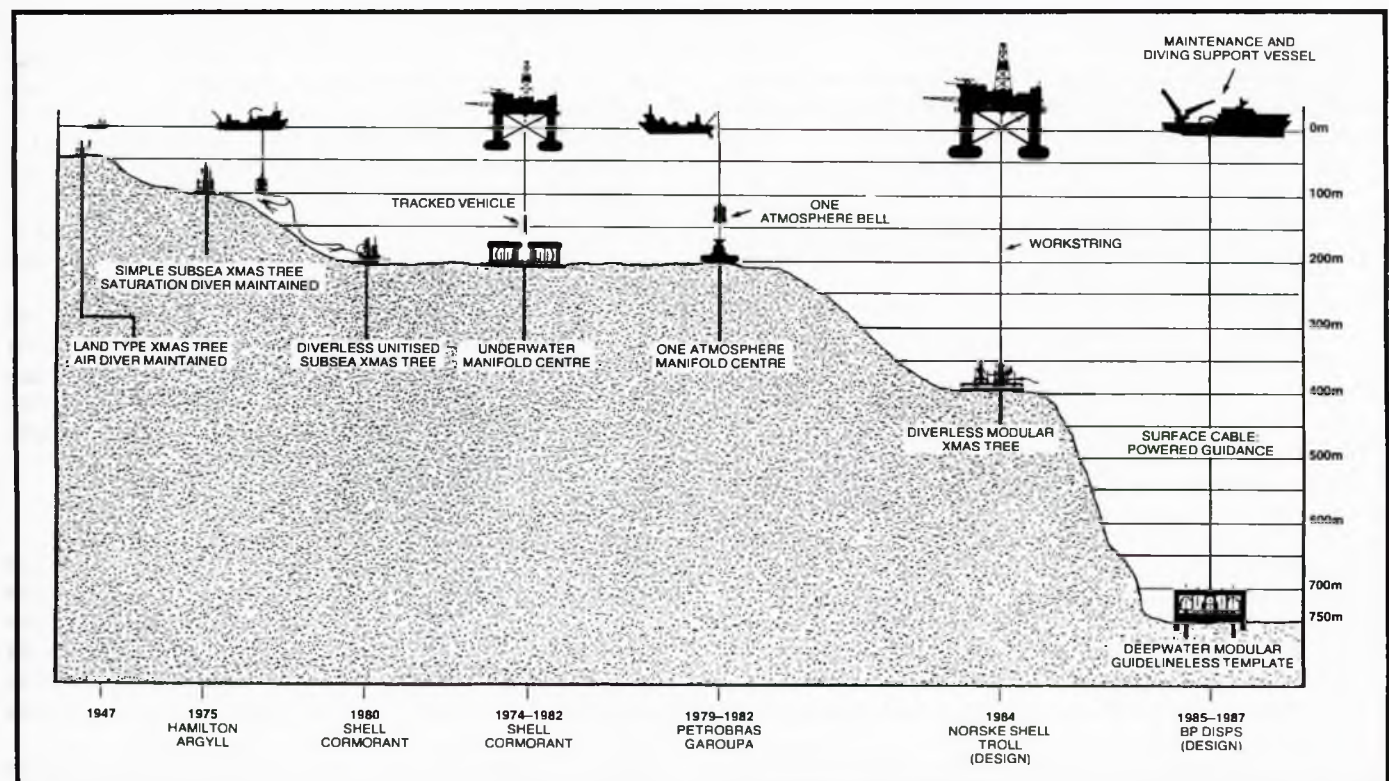 MAINTENANCE AND
DIVING SUPPORT VESSEL
0m
100m
TRACKED VEHICLE
ONE
ATMOSPHERE BELL
WORKSTRING
200m
SIMPLE SUBSEA XMAS TREE
SATURATION DIVER MAINTAINED
300m
LAND TYPE XMAS TREE
AIR DIVER MAINTAINED
DIVERLESS UNITISED
SUBSEA XMAS TREE
UNDERWATER
MANIFOLD CENTRE
ONE ATMOSPHERE
MANIFOLD CENTRE
400m
DIVERLESS MODULAR
XMAS TREE
SURFACE CABLE:
POWERED GUIDANCE
500m
600m
700m
750m
DEEPWATER MODULAR
GUIDELINELESS TEMPLATE
1947
1975
HAMILTON
ARGYLL
1980
SHELL
CORMORANT
1974–1982
SHELL
CORMORANT
1979–1982
PETROBRAS
GAROUPA
1984
NORSKE SHELL
TROLL
(DESIGN)
1985–1987
BP DISPS
(DESIGN)